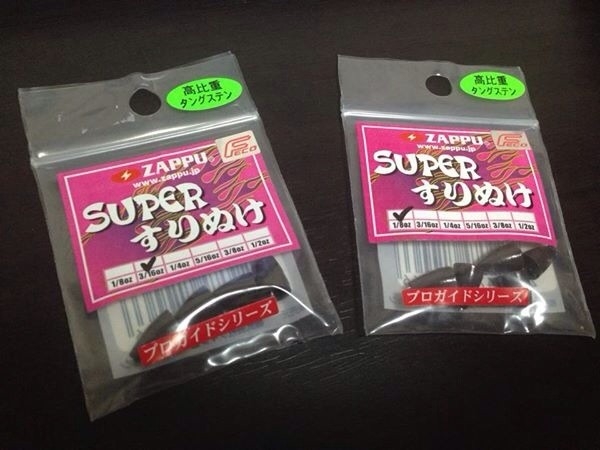 高比重
タングステン
ZAPPU
FECO
www.zappu.jp
SUPER
すりぬけ
1/8oz 3/16oz 1/4oz 5/16oz 3/8oz 1/2oz
プロガイドシリーズ
高比重
タングステン
ZAPPU
FECO
www.zappu.jp
SUPER
すりぬけ
1/8oz 3/16oz 1/4oz 5/16oz 3/8oz 1/2oz
プロガイドシリーズ